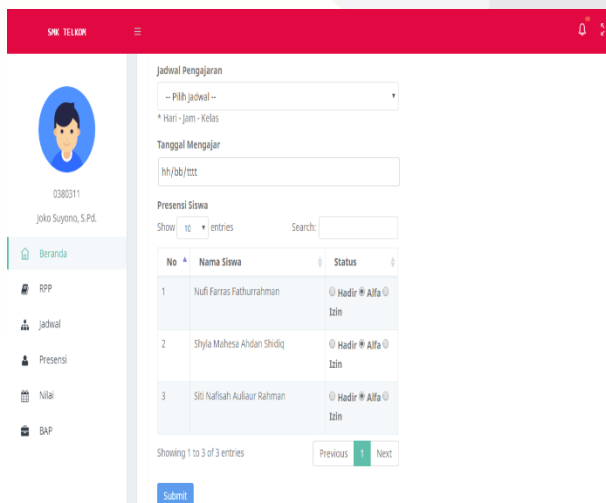 SMK TELKOM
0380311
Joko Suyono, S.Pd.
Beranda
RPP
Jadwal
Presensi
Nilai
BAP
Jadwal Pengajaran
-- Pilih Jadwal --
* Hari - Jam - Kelas
Tanggal Mengajar
hh/bb/tttt
Presensi Siswa
Show 10 entries Search:
No Nama Siswa Status
1 Nufi Farras Fathurrahman Hadir Alfa
Izin
2 Shyla Mahesa Ahdan Shidiq Hadir Alfa
Izin
3 Siti Nafisah Auliaur Rahman Hadir Alfa
Izin
Showing 1 to 3 of 3 entries Previous 1 Next
Submit